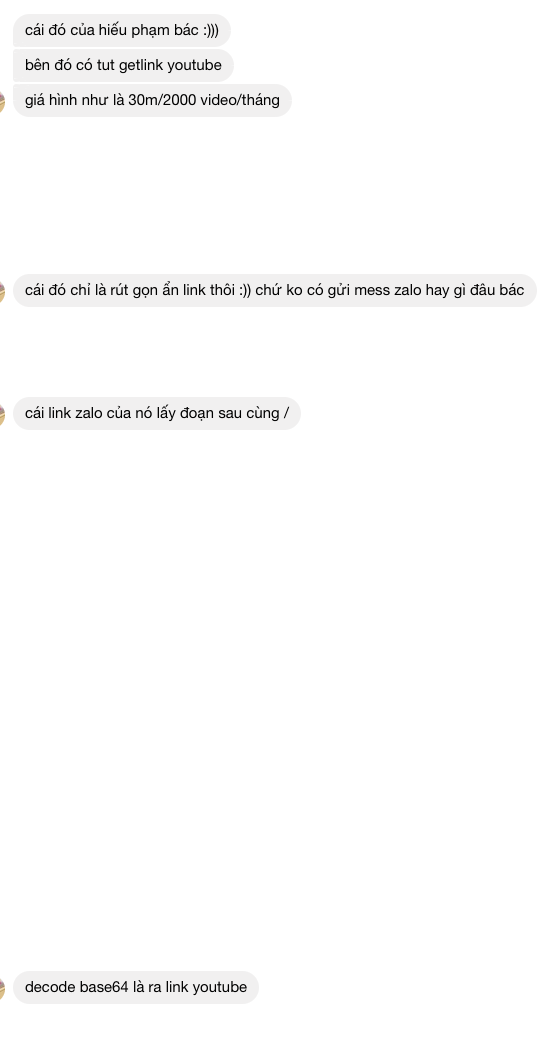 cái đó của hiếu phạm bác :)))
bên đó có tut getlink youtube
giá hình như là 30m/2000 video/tháng
cái đó chỉ là rút gọn ẩn link thôi :)) chứ ko có gửi mess zalo hay gì đâu bác
cái link zalo của nó lấy đoạn sau cùng /
decode base64 là ra link youtube